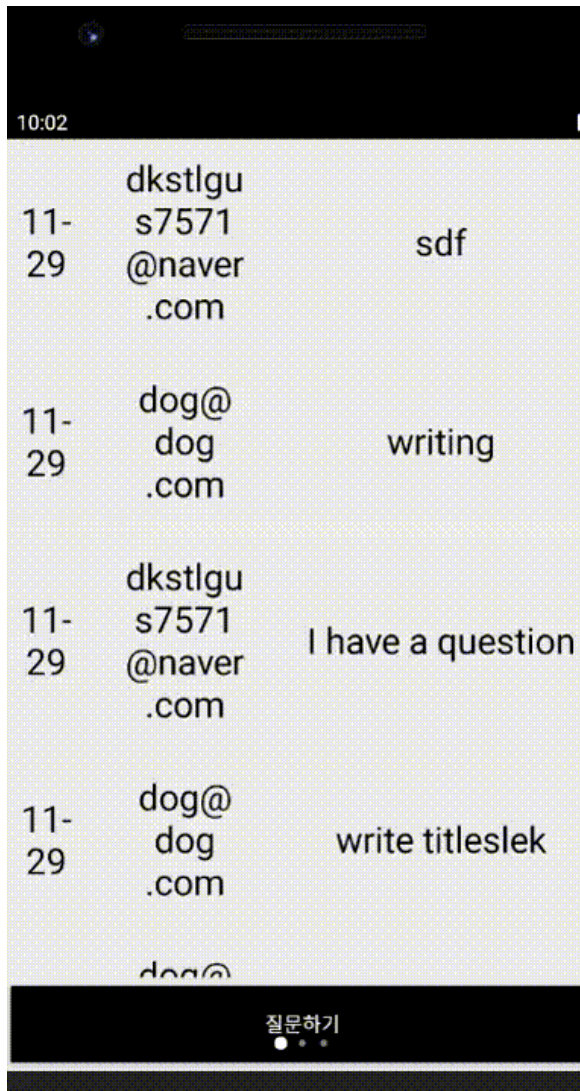 10:02
dkstlgu
11-
s7571
sdf
29
@naver
.com
dog@
11-
dog
writing
29
.com
dkstlgu
11-
s7571
I have a question
29
@naver
.com
dog@
11-
dog
write titleslek
29
.com
dog@
질문하기